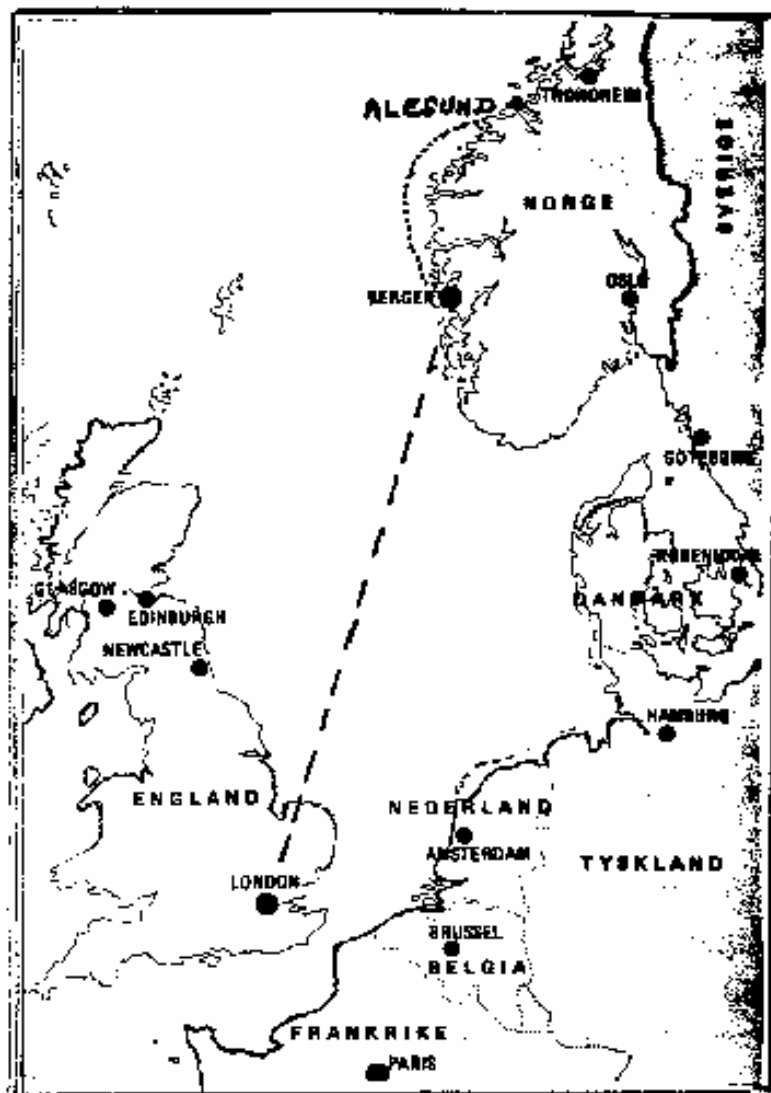 ALESUND
TRONDHEIM
SVERIGE
NORGE
BERGEN
OSLO
GÖTEBORG
GLASGOW
EDINBURGH
DANMARK
NEWCASTLE
HAMBURG
ENGLAND
NEDERLAND
AMSTERDAM
TYSKLAND
LONDON
BRUSSEL
BELGIA
FRANKRIKE
PARIS